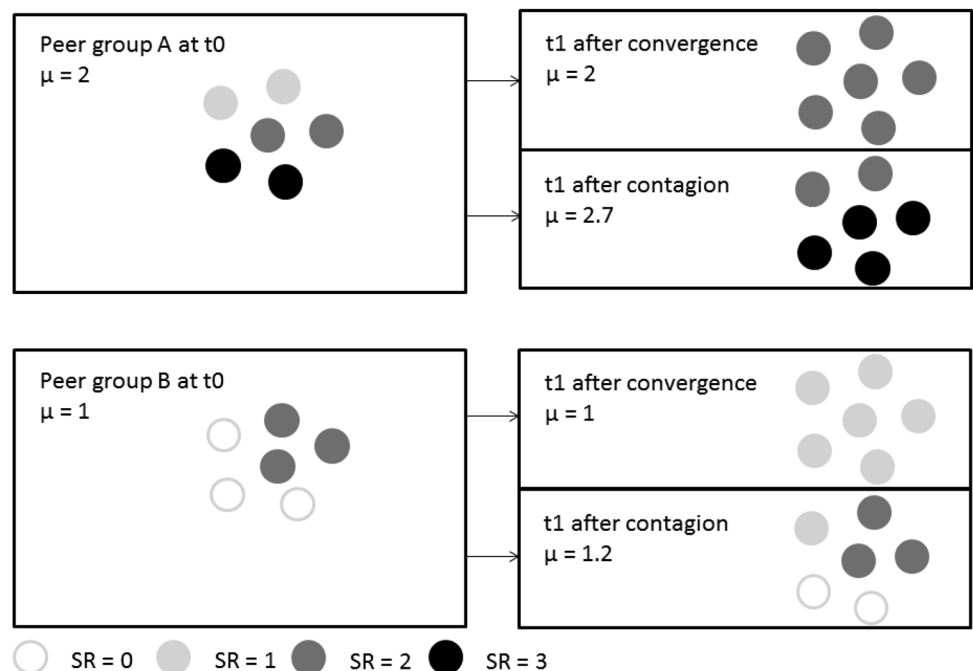 Peer group A at t0
μ = 2
t1 after convergence
μ = 2
t1 after contagion
μ = 2.7
Peer group B at t0
μ = 1
t1 after convergence
μ = 1
t1 after contagion
μ = 1.2
SR = 0 SR = 1 SR = 2 SR = 3